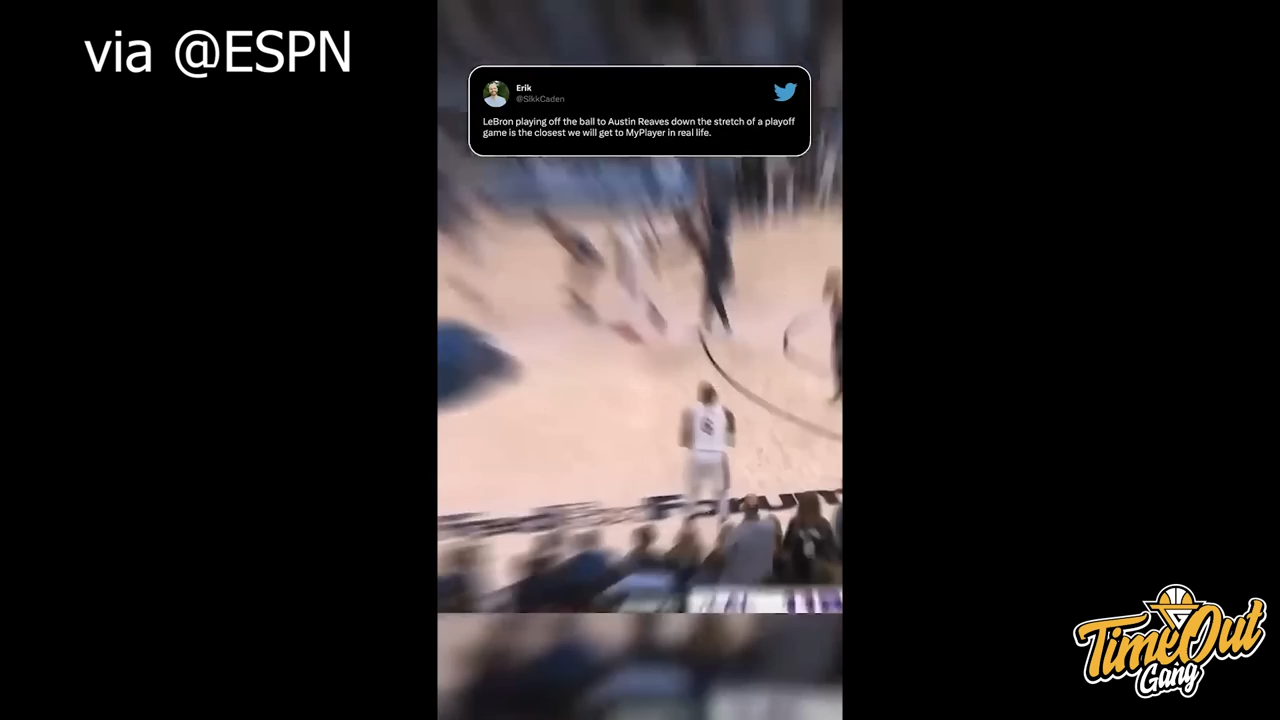 via @ESPN
Erik
@SlkkCaden
LeBron playing off the ball to Austin Reaves down the stretch of a playoff
game is the closest we will get to MyPlayer in real life.
6
TimeOut
Gang